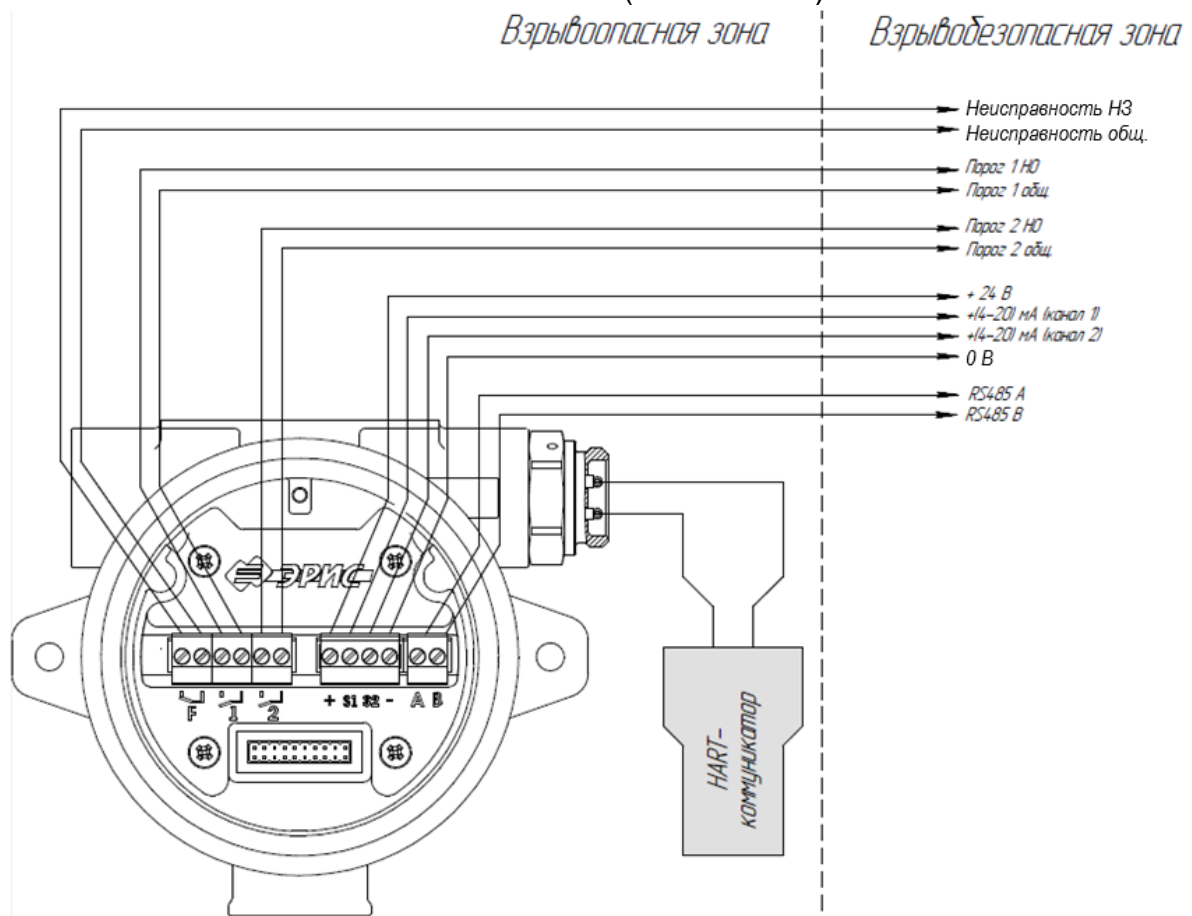 Взрывоопасная зона
Взрывобезопасная зона
Неисправность НЗ
Неисправность общ.
Порог 1 НО
Порог 1 общ.
Порог 2 НО
Порог 2 общ.
+ 24 В
+(4-20) мА (канал 1)
+(4-20) мА (канал 2)
0 В
RS485 A
RS485 B
ЭРИС
+ S1 S2 - A B
F 1 2
HART-
коммуникатор